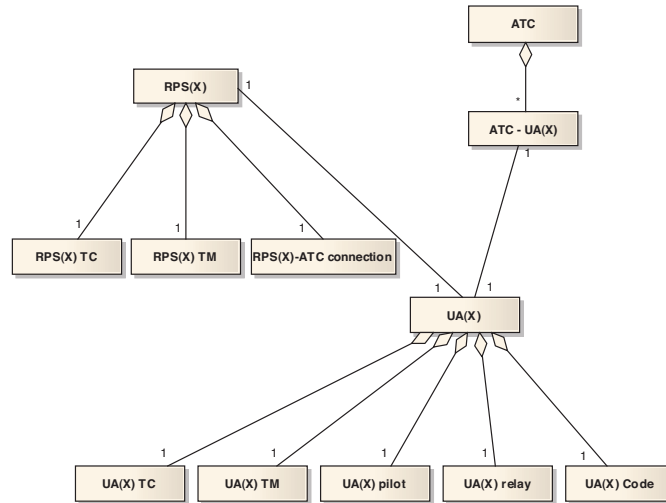 ATC
RPS(X)
1
*
ATC - UA(X)
1
1
1
1
RPS(X) TC
RPS(X) TM
RPS(X)-ATC connection
1
1
UA(X)
1
1
1
1
1
UA(X) TC
UA(X) TM
UA(X) pilot
UA(X) relay
UA(X) Code